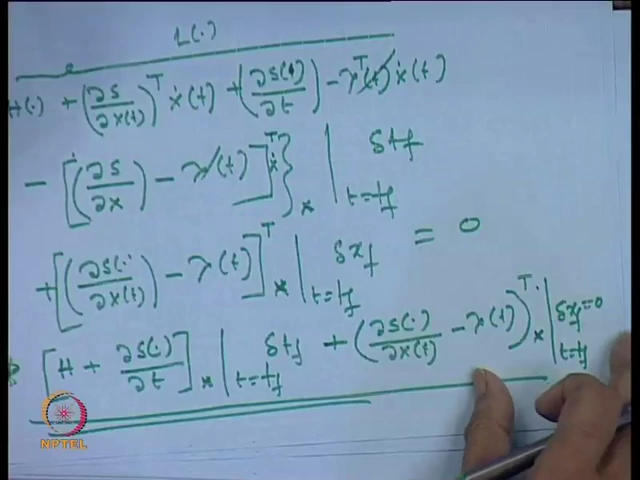 L(·)
H(·) + (∂S/∂x(t))ᵀ ẋ(t) + (∂S(·)/∂t) − λᵀ(t) ẋ(t)
− [(∂S/∂x) − λ(t)]ᵀ ẋ}⁎ |t=tf δtf
+ [(∂S(·)/∂x(t)) − λ(t)]ᵀ⁎ |t=tf δxf = 0
[H + ∂S(·)/∂t]⁎ |t=tf δtf + (∂S(·)/∂x(t) − λ(t))ᵀ⁎ |t=tf δxf = 0
NPTEL